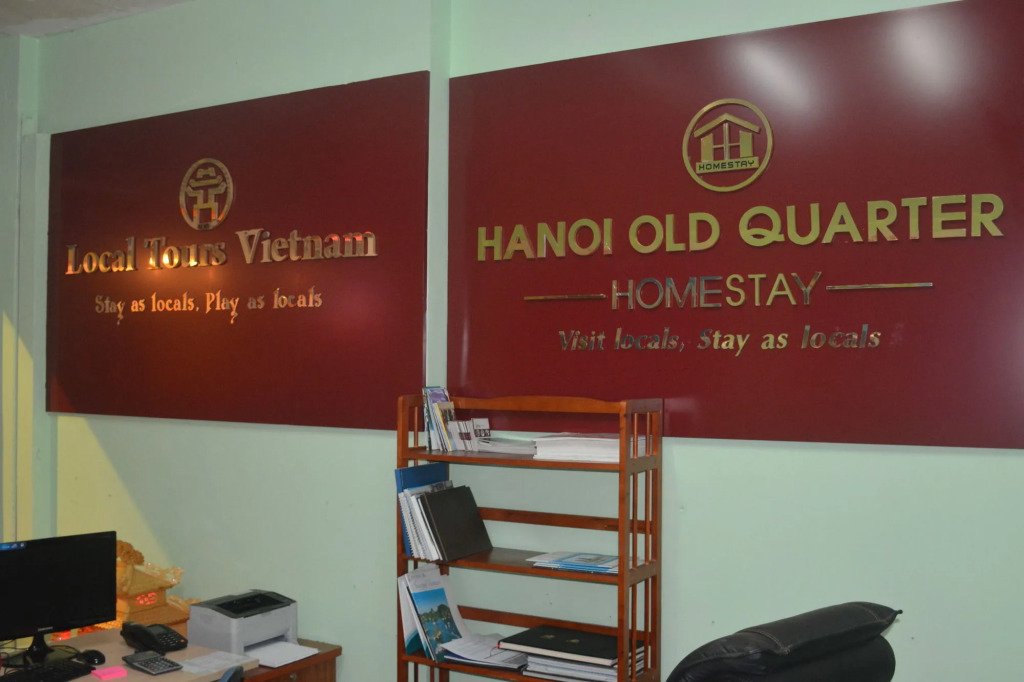 Local Tours Vietnam
Stay as locals, Play as locals
HOMESTAY
HANOI OLD QUARTER
HOMESTAY
Visit locals, Stay as locals